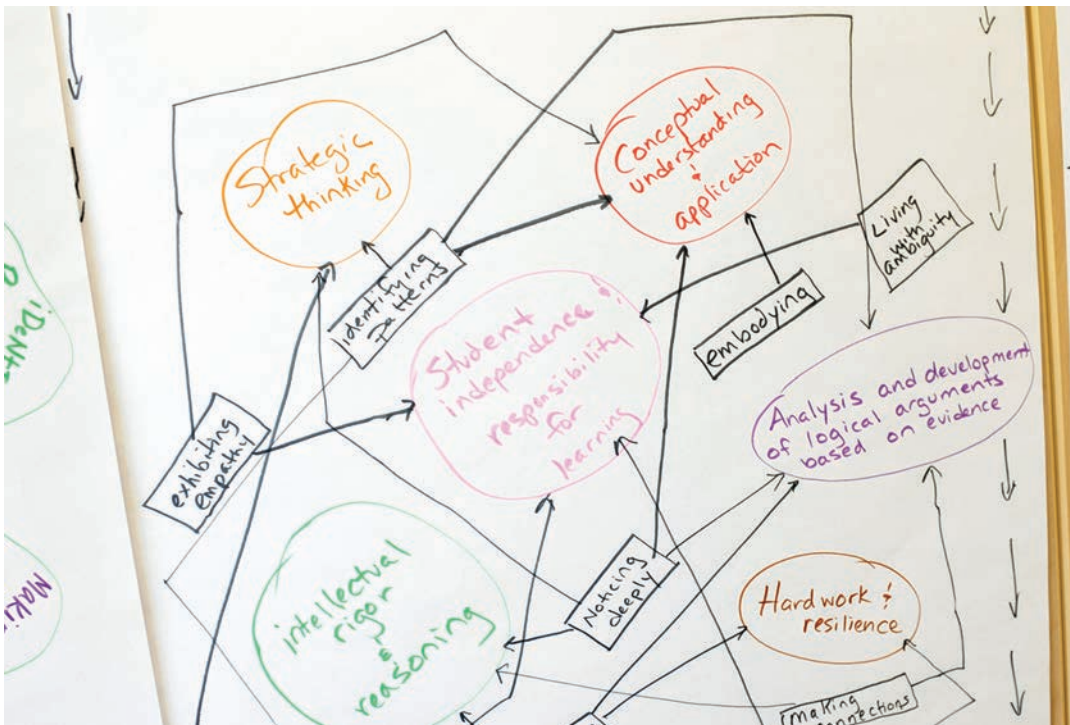 Strategic
thinking
Conceptual
understanding
&
application
Living
with
ambiguity
identifying
patterns
embodying
Student
independence &
responsibility
for
learning
Analysis and development
of logical arguments
based on evidence
exhibiting
empathy
intellectual
rigor
&
reasoning
Noticing
deeply
Hard work &
resilience
making
connections